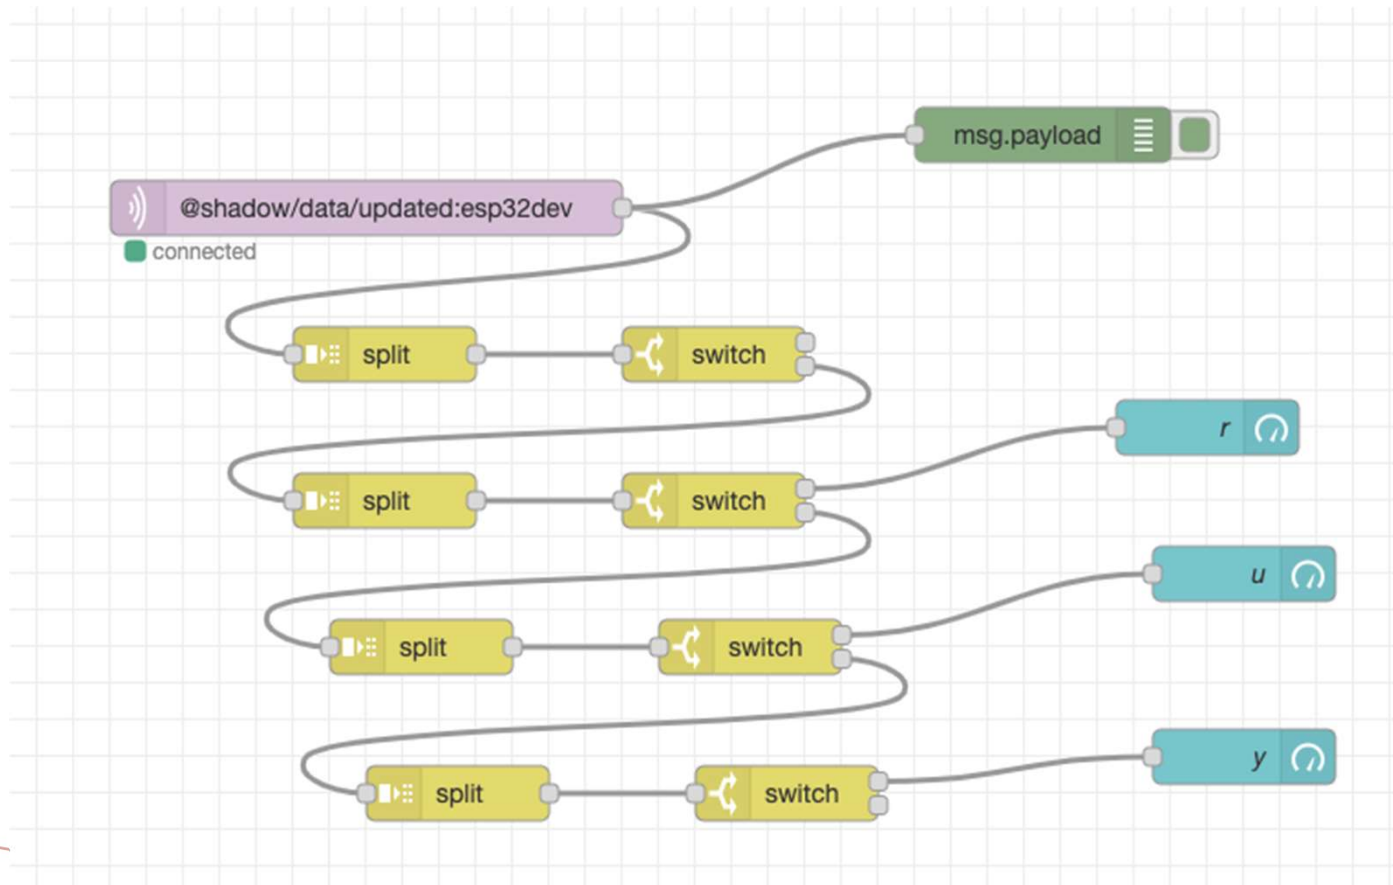 msg.payload
@shadow/data/updated:esp32dev
connected
split
switch
r
split
switch
u
split
switch
y
split
switch